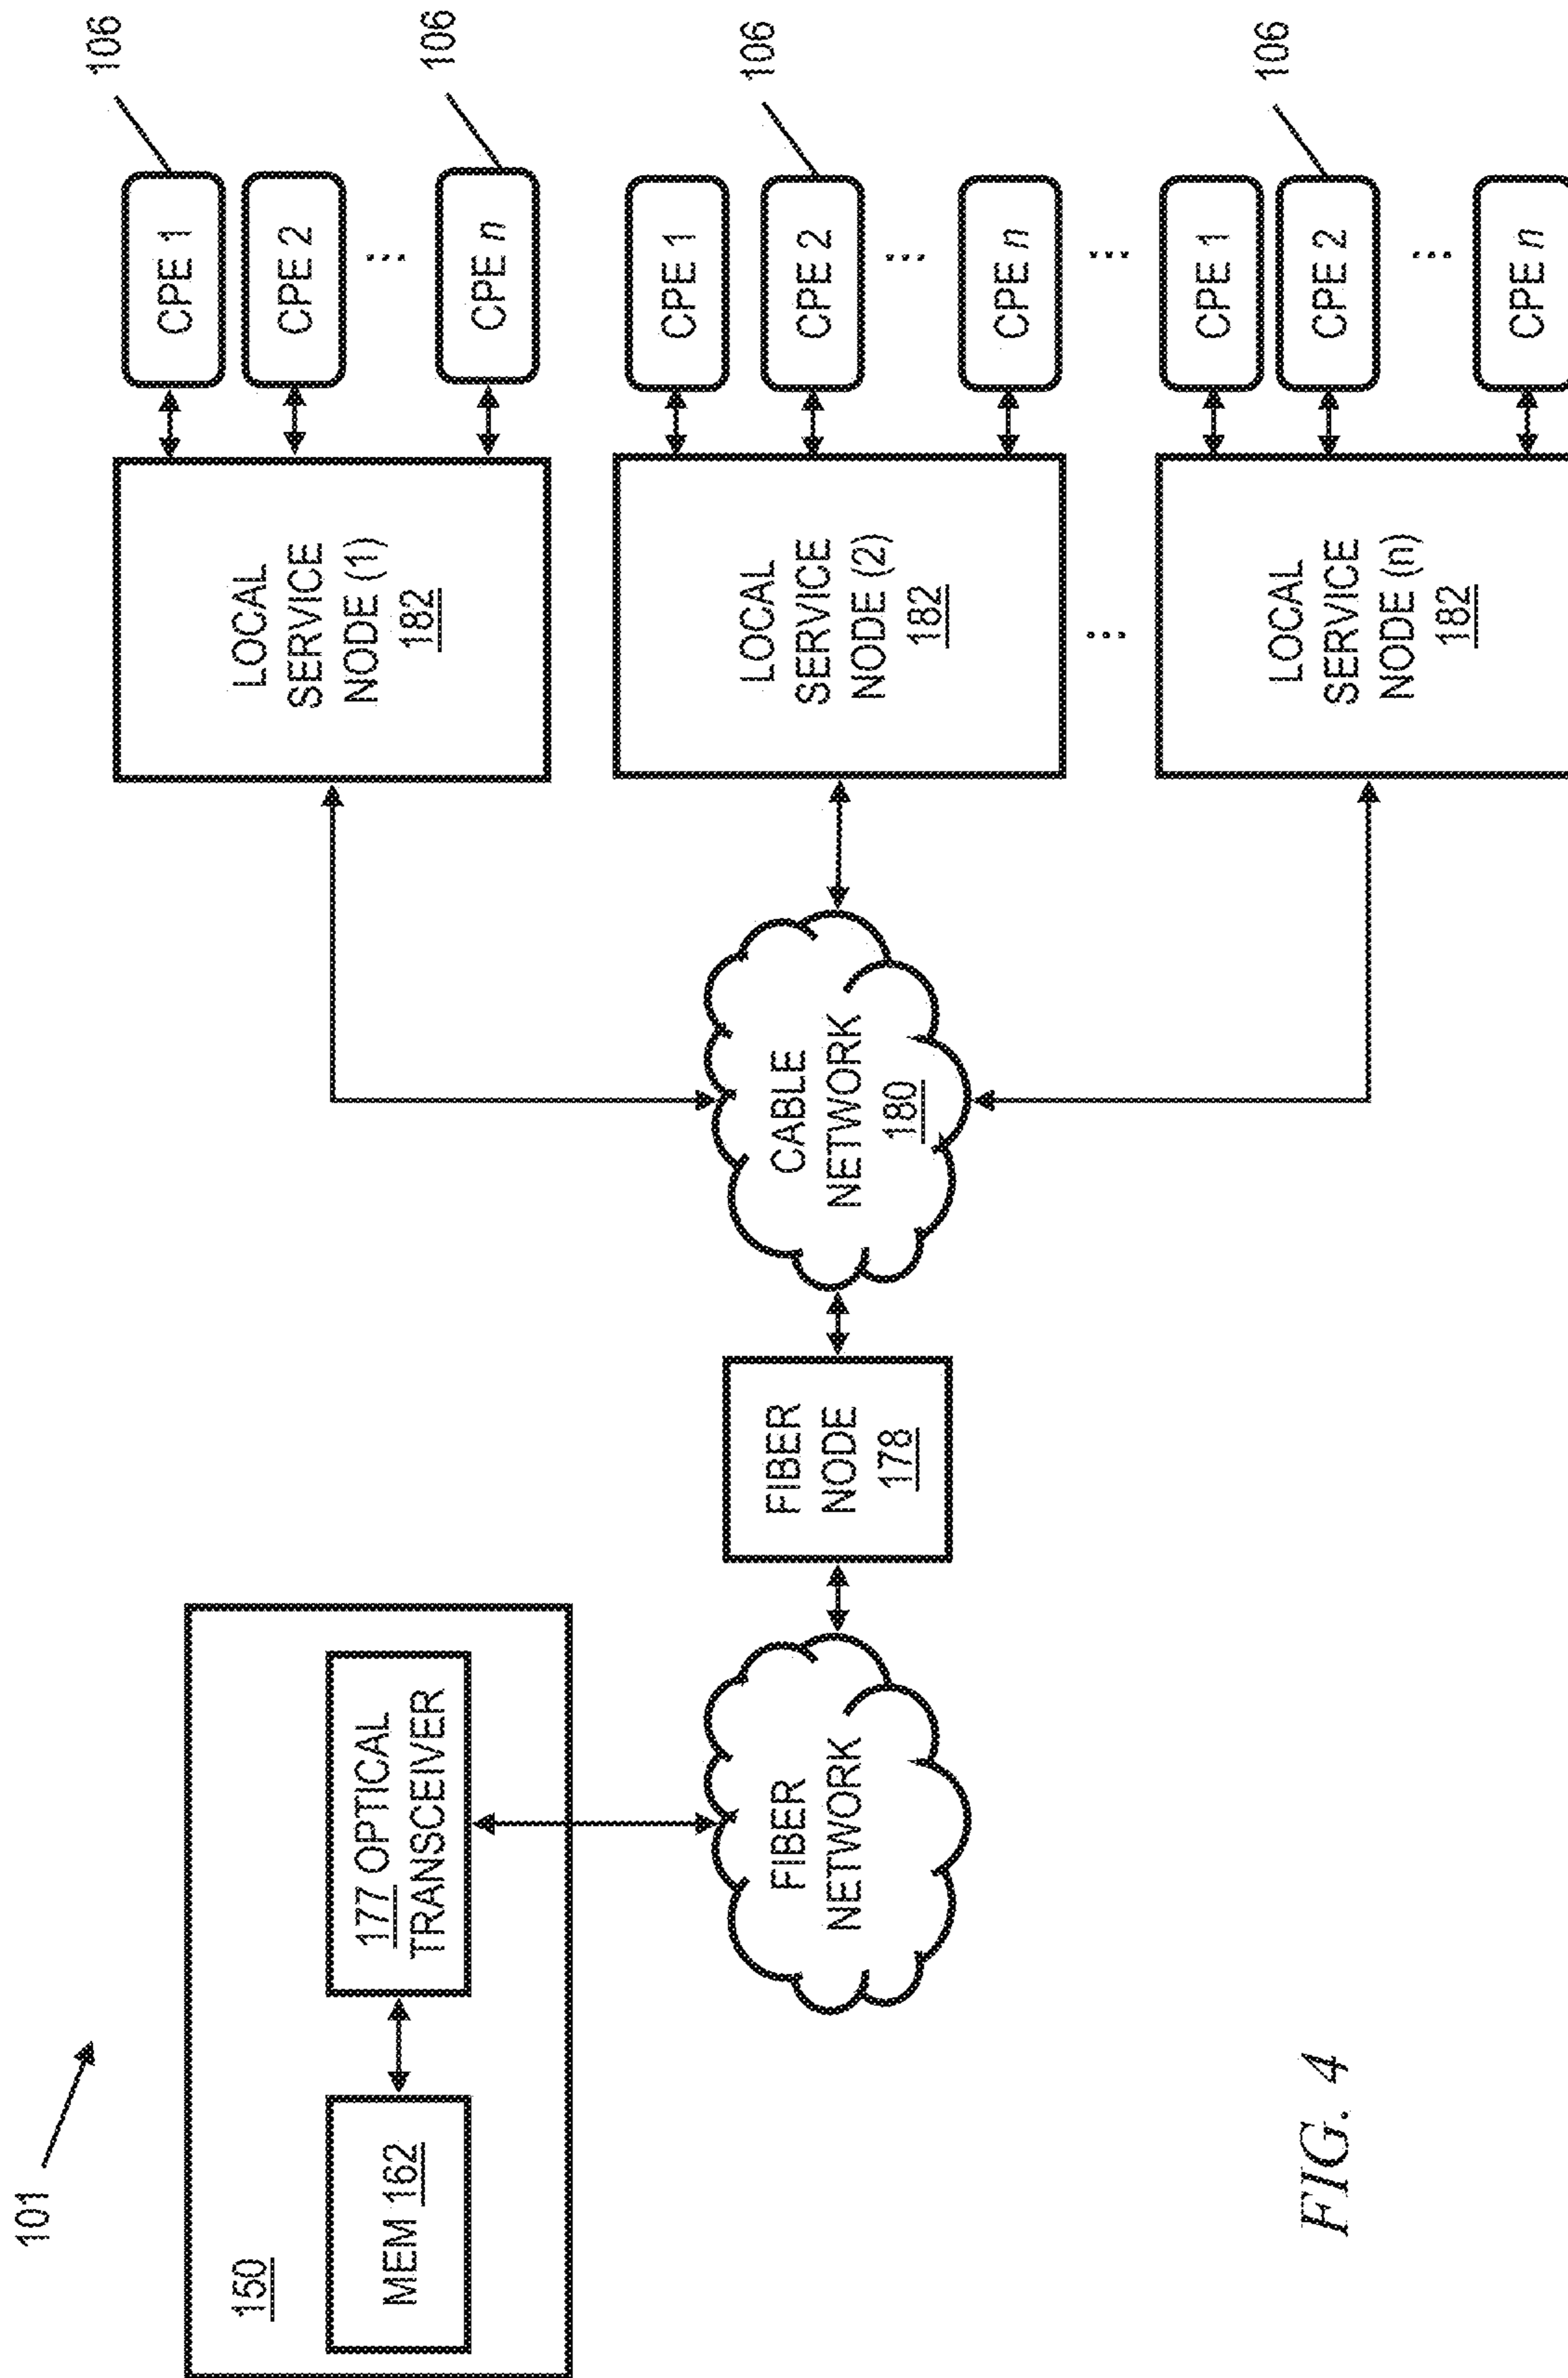 101
150
MEM 162
177 OPTICAL
TRANSCEIVER
FIBER
NETWORK
FIBER
NODE
178
CABLE
NETWORK
180
LOCAL
SERVICE
NODE (1)
182
CPE 1
106
CPE 2
...
CPE n
106
LOCAL
SERVICE
NODE (2)
182
CPE 1
CPE 2
106
...
CPE n
...
...
LOCAL
SERVICE
NODE (n)
182
CPE 1
CPE 2
106
...
CPE n
FIG. 4